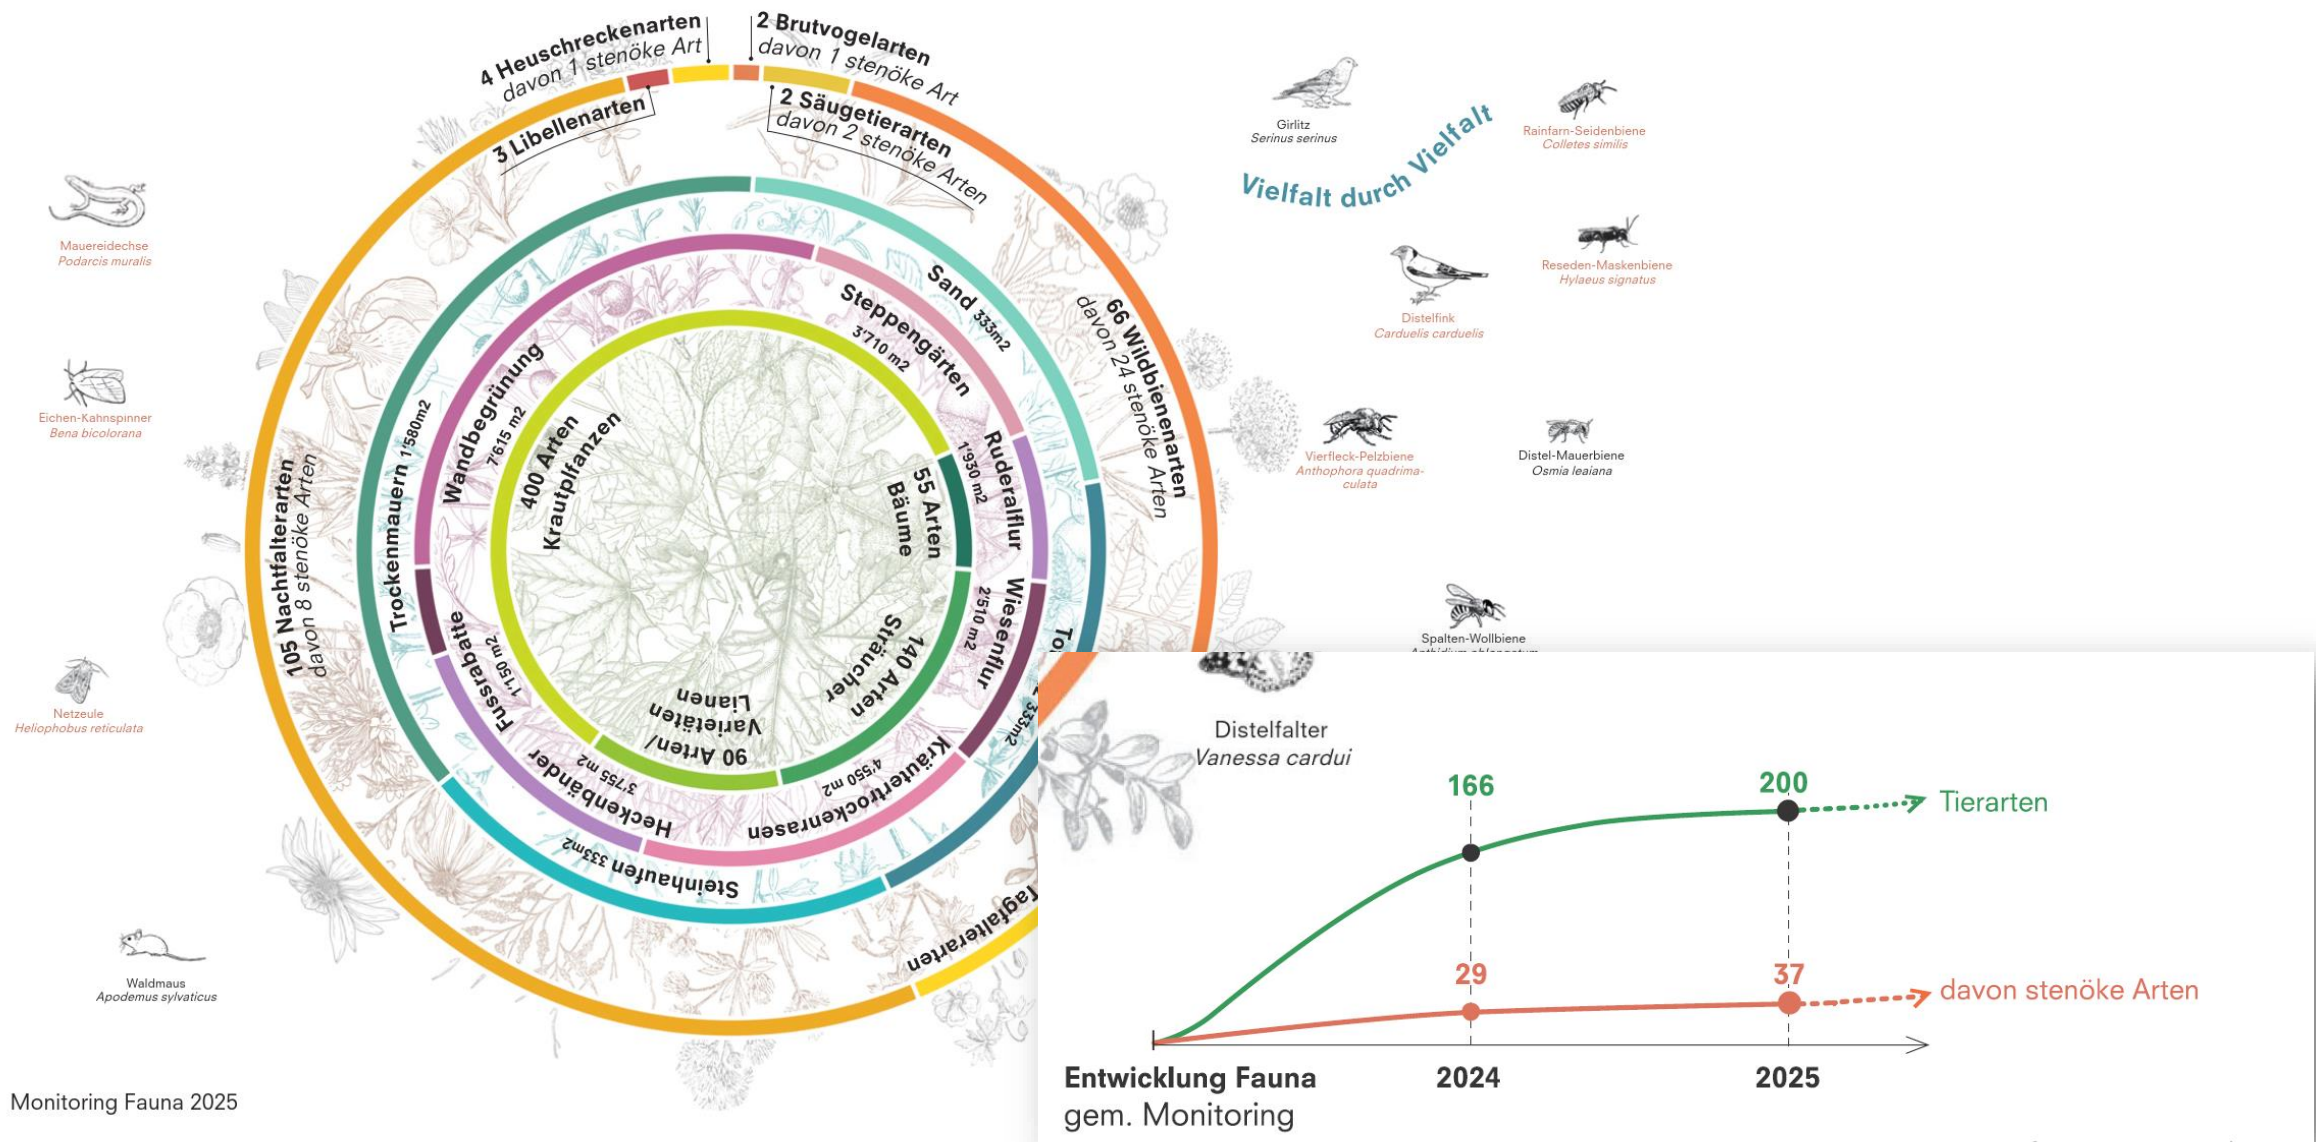 4 Heuschreckenarten
davon 1 stenöke Art
3 Libellenarten
2 Brutvogelarten
davon 1 stenöke Art
2 Säugetierarten
davon 2 stenöke Arten
66 Wildbienenarten
davon 24 stenöke Arten
105 Nachtfalterarten
davon 8 stenöke Arten
Tagfalterarten
Trockenmauern 1'580m2
Sand 333m2
To
333m2
Steinhaufen 333m2
Wandbegrünung
7'615 m2
Steppengärten
3'710 m2
Ruderalflur
1'930 m2
Wiesenflur
2'510 m2
Kräutertrockenrasen
4'550 m2
Heckenbänder
3'755 m2
Fussrabatte
1'150 m2
400 Arten
Krautpflanzen
55 Arten
Bäume
140 Arten
Sträucher
90 Arten/
Varietäten
Lianen
Mauereidechse
Podarcis muralis
Eichen-Kahnspinner
Bena bicolorana
Netzeule
Heliophobus reticulata
Waldmaus
Apodemus sylvaticus
Monitoring Fauna 2025
Girlitz
Serinus serinus
Vielfalt durch Vielfalt
Rainfarn-Seidenbiene
Colletes similis
Reseden-Maskenbiene
Hylaeus signatus
Distelfink
Carduelis carduelis
Vierfleck-Pelzbiene
Anthophora quadrima-
culata
Distel-Mauerbiene
Osmia leaiana
Spalten-Wollbiene
Distelfalter
Vanessa cardui
166
200
Tierarten
29
37
davon stenöke Arten
Entwicklung Fauna
gem. Monitoring
2024
2025